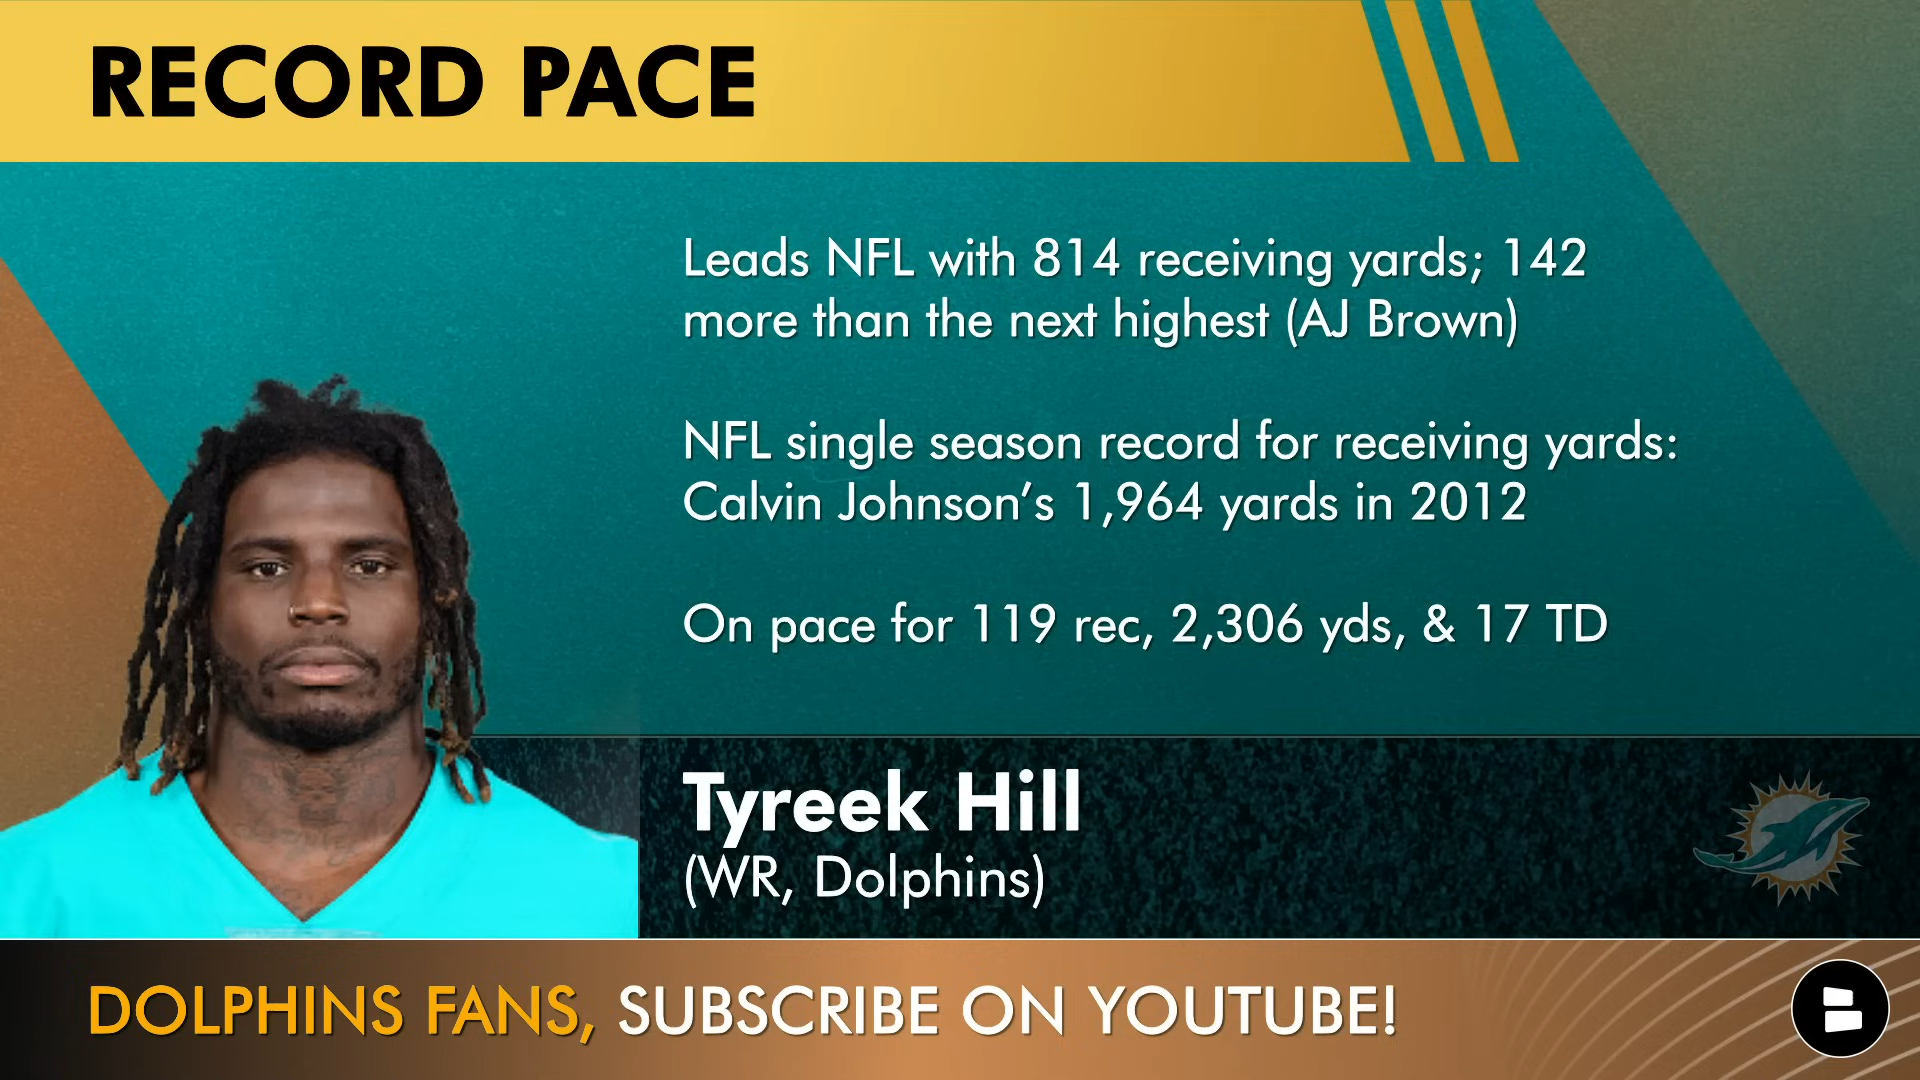 RECORD PACE
Leads NFL with 814 receiving yards; 142
more than the next highest (AJ Brown)
NFL single season record for receiving yards:
Calvin Johnson’s 1,964 yards in 2012
On pace for 119 rec, 2,306 yds, & 17 TD
Tyreek Hill
(WR, Dolphins)
DOLPHINS FANS, SUBSCRIBE ON YOUTUBE!